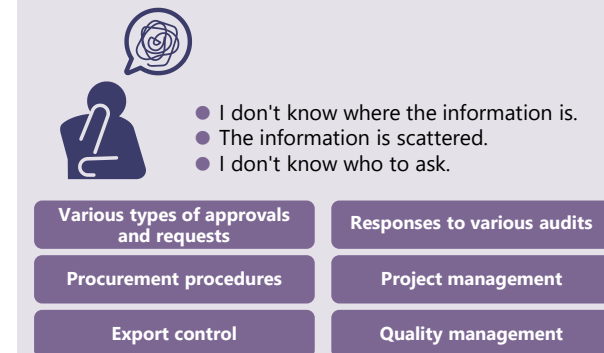 I don't know where the information is.
The information is scattered.
I don't know who to ask.
Various types of approvals
and requests
Responses to various audits
Procurement procedures
Project management
Export control
Quality management